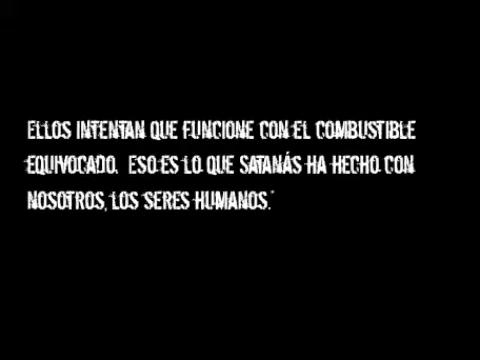 ELLOS INTENTAN QUE FUNCIONE CON EL COMBUSTIBLE
EQUIVOCADO. ESO ES LO QUE SATANÁS HA HECHO CON
NOSOTROS, LOS SERES HUMANOS."